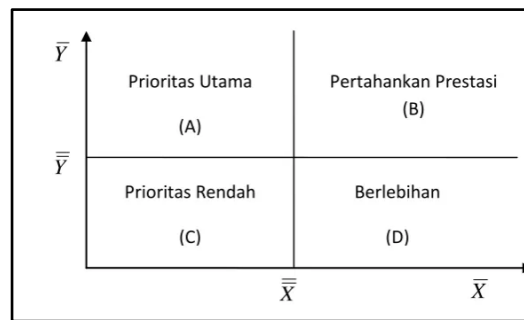 Y̅
Prioritas Utama
(A)
Pertahankan Prestasi
(B)
Y̿
Prioritas Rendah
(C)
Berlebihan
(D)
X̿
X̅